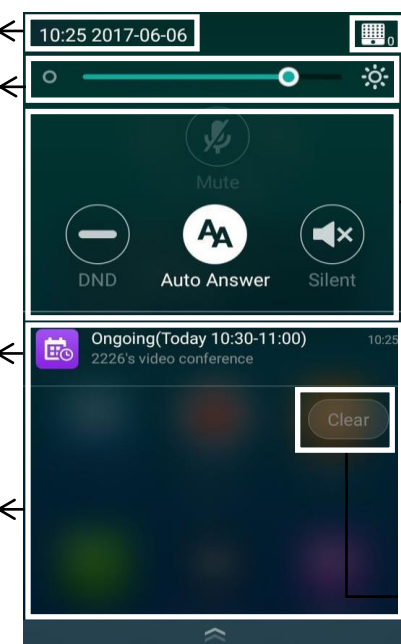 10:25 2017-06-06
0
Mute
AA
DND
Auto Answer
Silent
Ongoing(Today 10:30-11:00)
10:25
2226's video conference
Clear